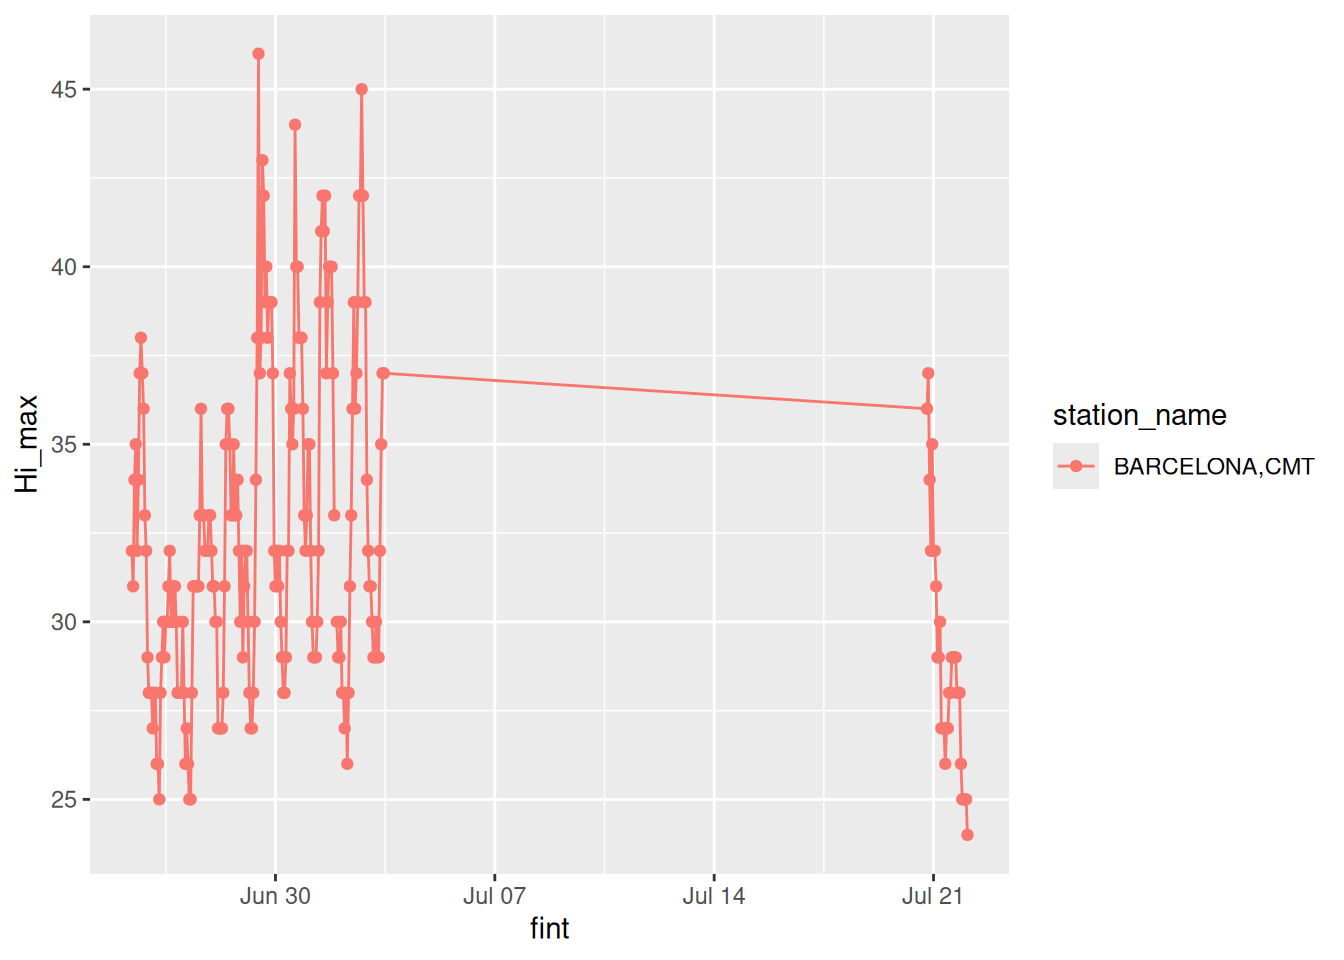 45
40
35
30
25
Hi_max
Jun 30
Jul 07
Jul 14
Jul 21
fint
station_name
BARCELONA,CMT